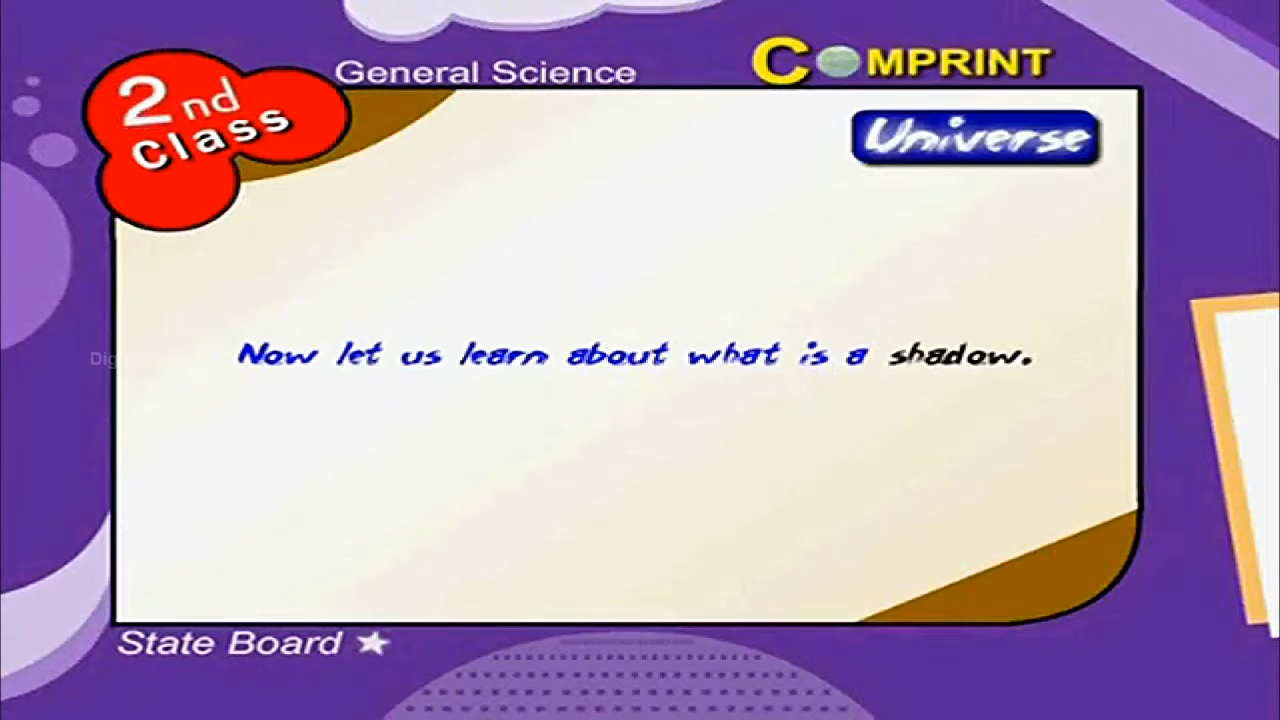 General Science
COMPRINT
2nd
Class
Universe
Now let us learn about what is a shadow.
State Board